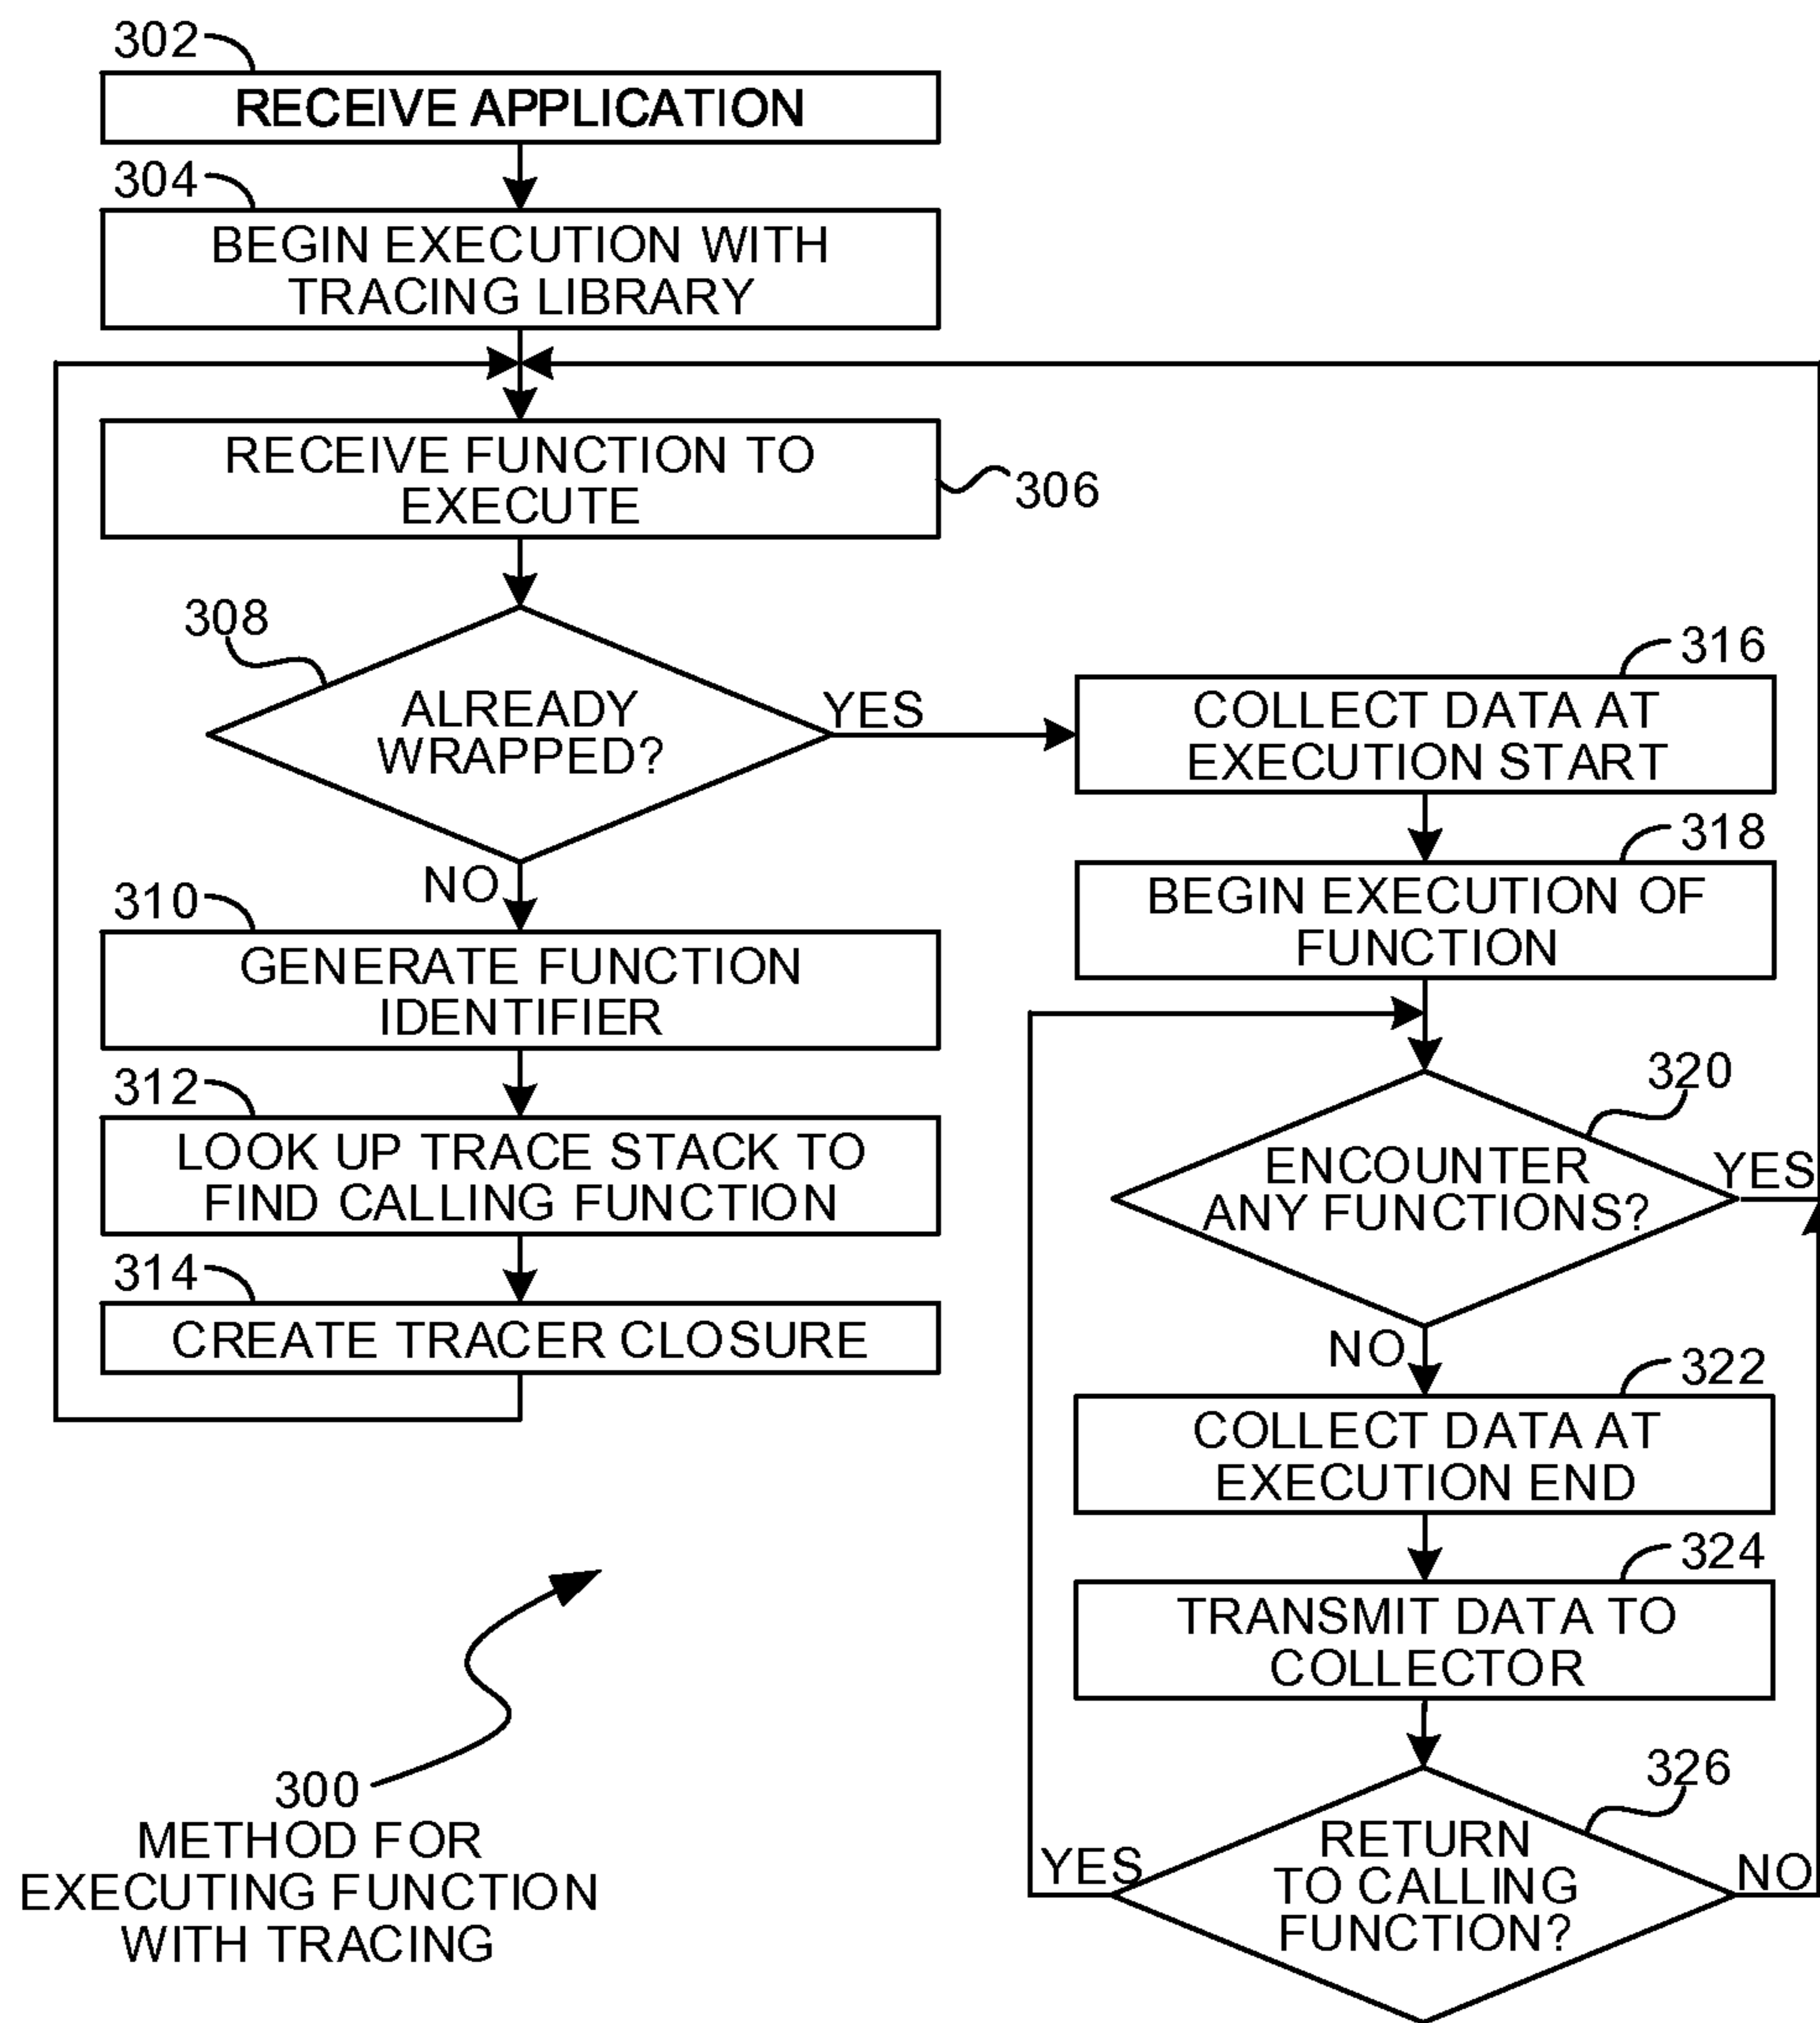 302
RECEIVE APPLICATION
304
BEGIN EXECUTION WITH
TRACING LIBRARY
RECEIVE FUNCTION TO
EXECUTE
306
308
ALREADY
WRAPPED?
YES
NO
310
GENERATE FUNCTION
IDENTIFIER
312
LOOK UP TRACE STACK TO
FIND CALLING FUNCTION
314
CREATE TRACER CLOSURE
316
COLLECT DATA AT
EXECUTION START
318
BEGIN EXECUTION OF
FUNCTION
320
ENCOUNTER
ANY FUNCTIONS?
YES
NO
322
COLLECT DATA AT
EXECUTION END
324
TRANSMIT DATA TO
COLLECTOR
326
RETURN
TO CALLING
FUNCTION?
YES
NO
300
METHOD FOR
EXECUTING FUNCTION
WITH TRACING